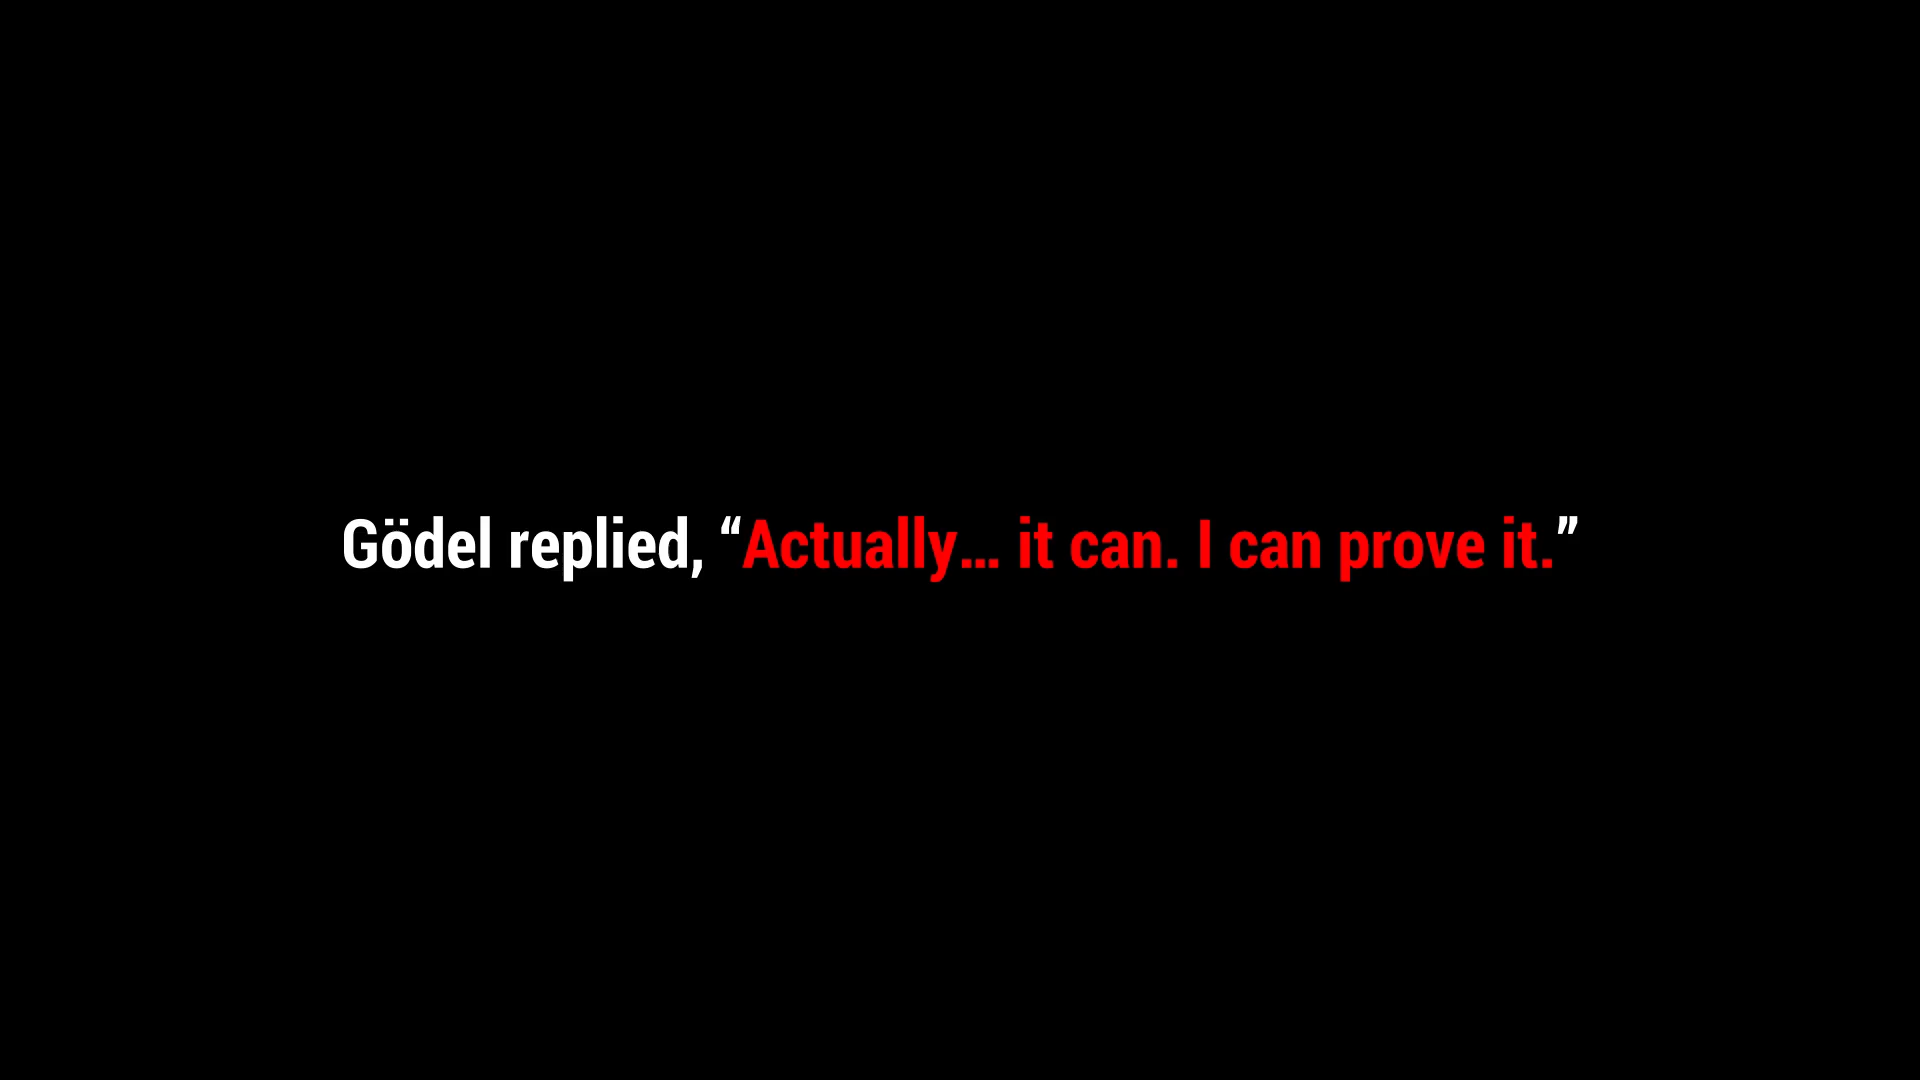 Gödel replied, “Actually… it can. I can prove it.”